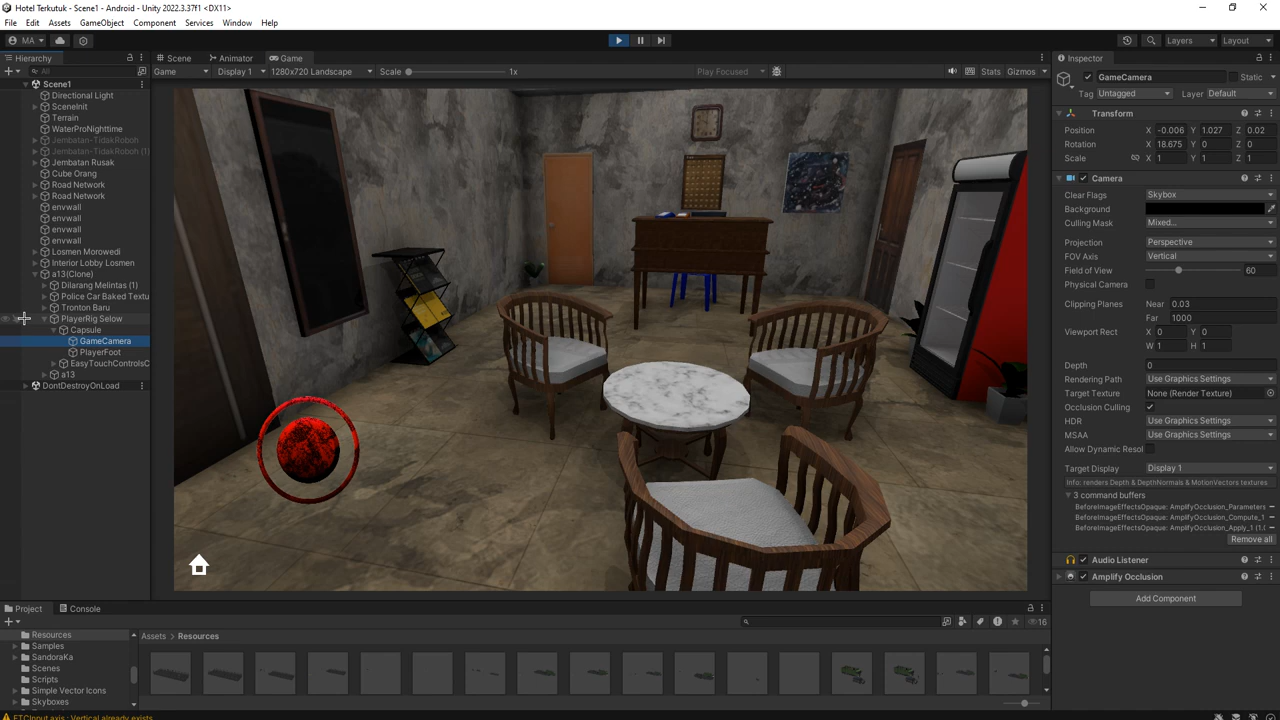 Hotel Terkutuk - Scene1 - Android - Unity 2022.3.37f1 <DX11>
File Edit Assets GameObject Component Services Window Help
MA
Layers Layout
Hierarchy
All
Scene1
Directional Light
SceneInit
Terrain
WaterProNighttime
Jembatan-TidakRoboh
Jembatan-TidakRoboh (1)
Jembatan Rusak
Cube Orang
Road Network
Road Network
envwall
envwall
envwall
envwall
Losmen Morowedi
Interior Lobby Losmen
a13(Clone)
Dilarang Melintas (1)
Police Car Baked Textu
Tronton Baru
PlayerRig Selow
Capsule
GameCamera
PlayerFoot
EasyTouchControlsC
a13
DontDestroyOnLoad
Scene Animator Game
Game Display 1 1280x720 Landscape Scale 1x Play Focused Stats Gizmos
Inspector
GameCamera Static
Tag Untagged Layer Default
Transform
Position X -0.006 Y 1.027 Z 0.02
Rotation X 18.675 Y 0 Z 0
Scale X 1 Y 1 Z 1
Camera
Clear Flags Skybox
Background
Culling Mask Mixed...
Projection Perspective
FOV Axis Vertical
Field of View 60
Physical Camera
Clipping Planes Near 0.03
Far 1000
Viewport Rect X 0 Y 0
W 1 H 1
Depth 0
Rendering Path Use Graphics Settings
Target Texture None (Render Texture)
Occlusion Culling
HDR Use Graphics Settings
MSAA Use Graphics Settings
Allow Dynamic Resol
Target Display Display 1
Info: renders Depth & DepthNormals & MotionVectors textures
3 command buffers
BeforeImageEffectsOpaque: AmplifyOcclusion_Parameters
BeforeImageEffectsOpaque: AmplifyOcclusion_Compute_1
BeforeImageEffectsOpaque: AmplifyOcclusion_Apply_1 (1.0
Remove all
Audio Listener
Amplify Occlusion
Add Component
Project Console
16
Resources
Samples
SandoraKa
Scenes
Scripts
Simple Vector Icons
Skyboxes
Assets > Resources
ETCInput axis : Vertical already exists